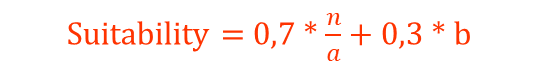 Suitability = 0,7 * n/a + 0,3 * b